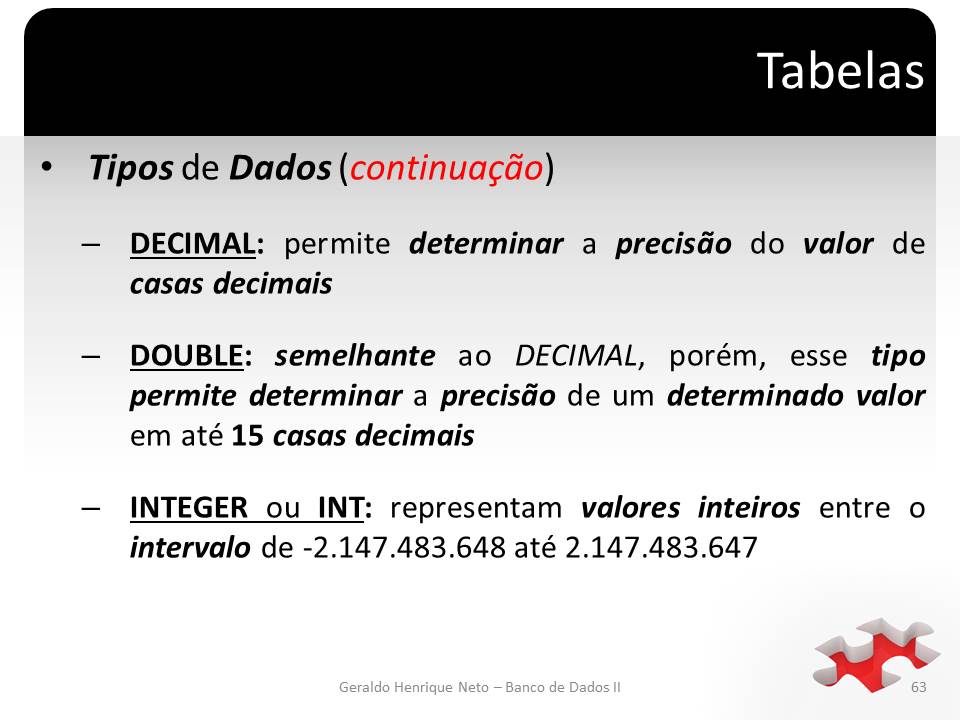 Tabelas
• Tipos de Dados (continuação)
– DECIMAL: permite determinar a precisão do valor de
casas decimais
– DOUBLE: semelhante ao DECIMAL, porém, esse tipo
permite determinar a precisão de um determinado valor
em até 15 casas decimais
– INTEGER ou INT: representam valores inteiros entre o
intervalo de -2.147.483.648 até 2.147.483.647
Geraldo Henrique Neto – Banco de Dados II
63